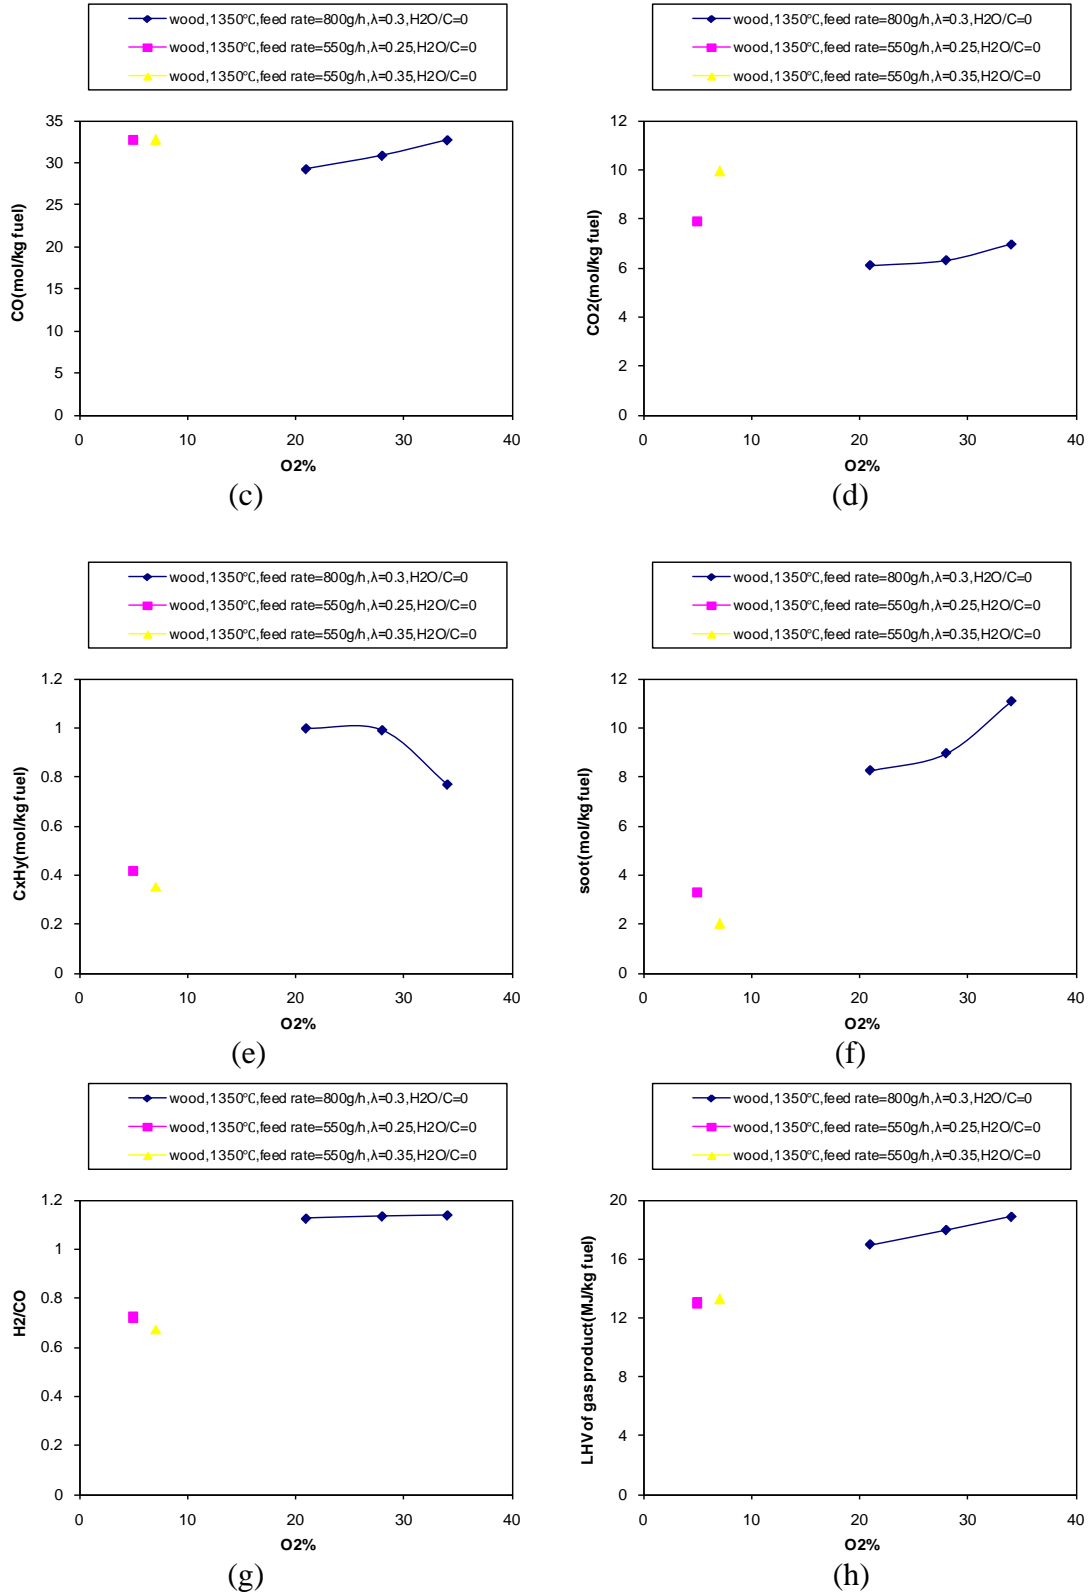 wood,1350℃,feed rate=800g/h,λ=0.3,H2O/C=0
wood,1350℃,feed rate=550g/h,λ=0.25,H2O/C=0
wood,1350℃,feed rate=550g/h,λ=0.35,H2O/C=0
35
30
25
20
15
10
5
0
CO(mol/kg fuel)
0 10 20 30 40
O2%
(c)
wood,1350℃,feed rate=800g/h,λ=0.3,H2O/C=0
wood,1350℃,feed rate=550g/h,λ=0.25,H2O/C=0
wood,1350℃,feed rate=550g/h,λ=0.35,H2O/C=0
12
10
8
6
4
2
0
CO2(mol/kg fuel)
0 10 20 30 40
O2%
(d)
wood,1350℃,feed rate=800g/h,λ=0.3,H2O/C=0
wood,1350℃,feed rate=550g/h,λ=0.25,H2O/C=0
wood,1350℃,feed rate=550g/h,λ=0.35,H2O/C=0
1.2
1
0.8
0.6
0.4
0.2
0
CxHy(mol/kg fuel)
0 10 20 30 40
O2%
(e)
wood,1350℃,feed rate=800g/h,λ=0.3,H2O/C=0
wood,1350℃,feed rate=550g/h,λ=0.25,H2O/C=0
wood,1350℃,feed rate=550g/h,λ=0.35,H2O/C=0
12
10
8
6
4
2
0
soot(mol/kg fuel)
0 10 20 30 40
O2%
(f)
wood,1350℃,feed rate=800g/h,λ=0.3,H2O/C=0
wood,1350℃,feed rate=550g/h,λ=0.25,H2O/C=0
wood,1350℃,feed rate=550g/h,λ=0.35,H2O/C=0
1.2
1
0.8
0.6
0.4
0.2
0
H2/CO
0 10 20 30 40
O2%
(g)
wood,1350℃,feed rate=800g/h,λ=0.3,H2O/C=0
wood,1350℃,feed rate=550g/h,λ=0.25,H2O/C=0
wood,1350℃,feed rate=550g/h,λ=0.35,H2O/C=0
20
16
12
8
4
0
LHV of gas product(MJ/kg fuel)
0 10 20 30 40
O2%
(h)